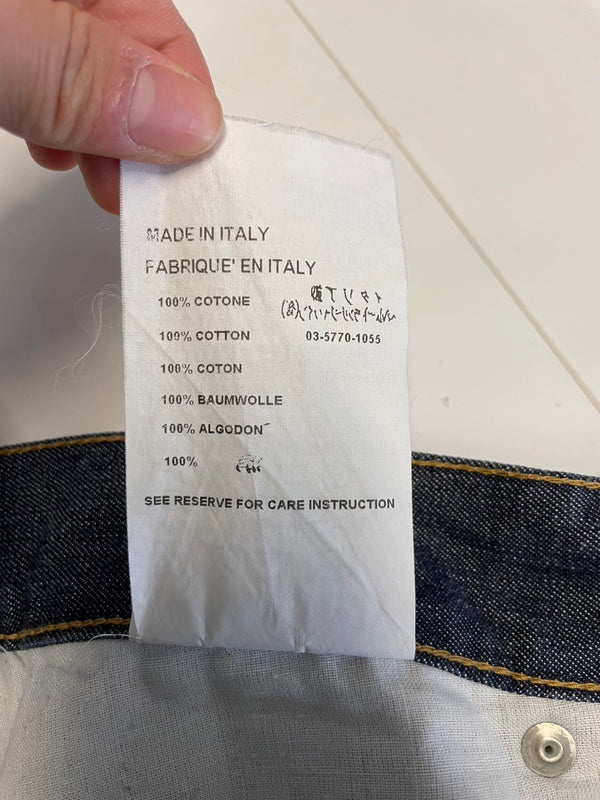 MADE IN ITALY
FABRIQUE' EN ITALY
100% COTONE
100% COTTON
03-5770-1055
100% COTON
100% BAUMWOLLE
100% ALGODON
100%
SEE RESERVE FOR CARE INSTRUCTION